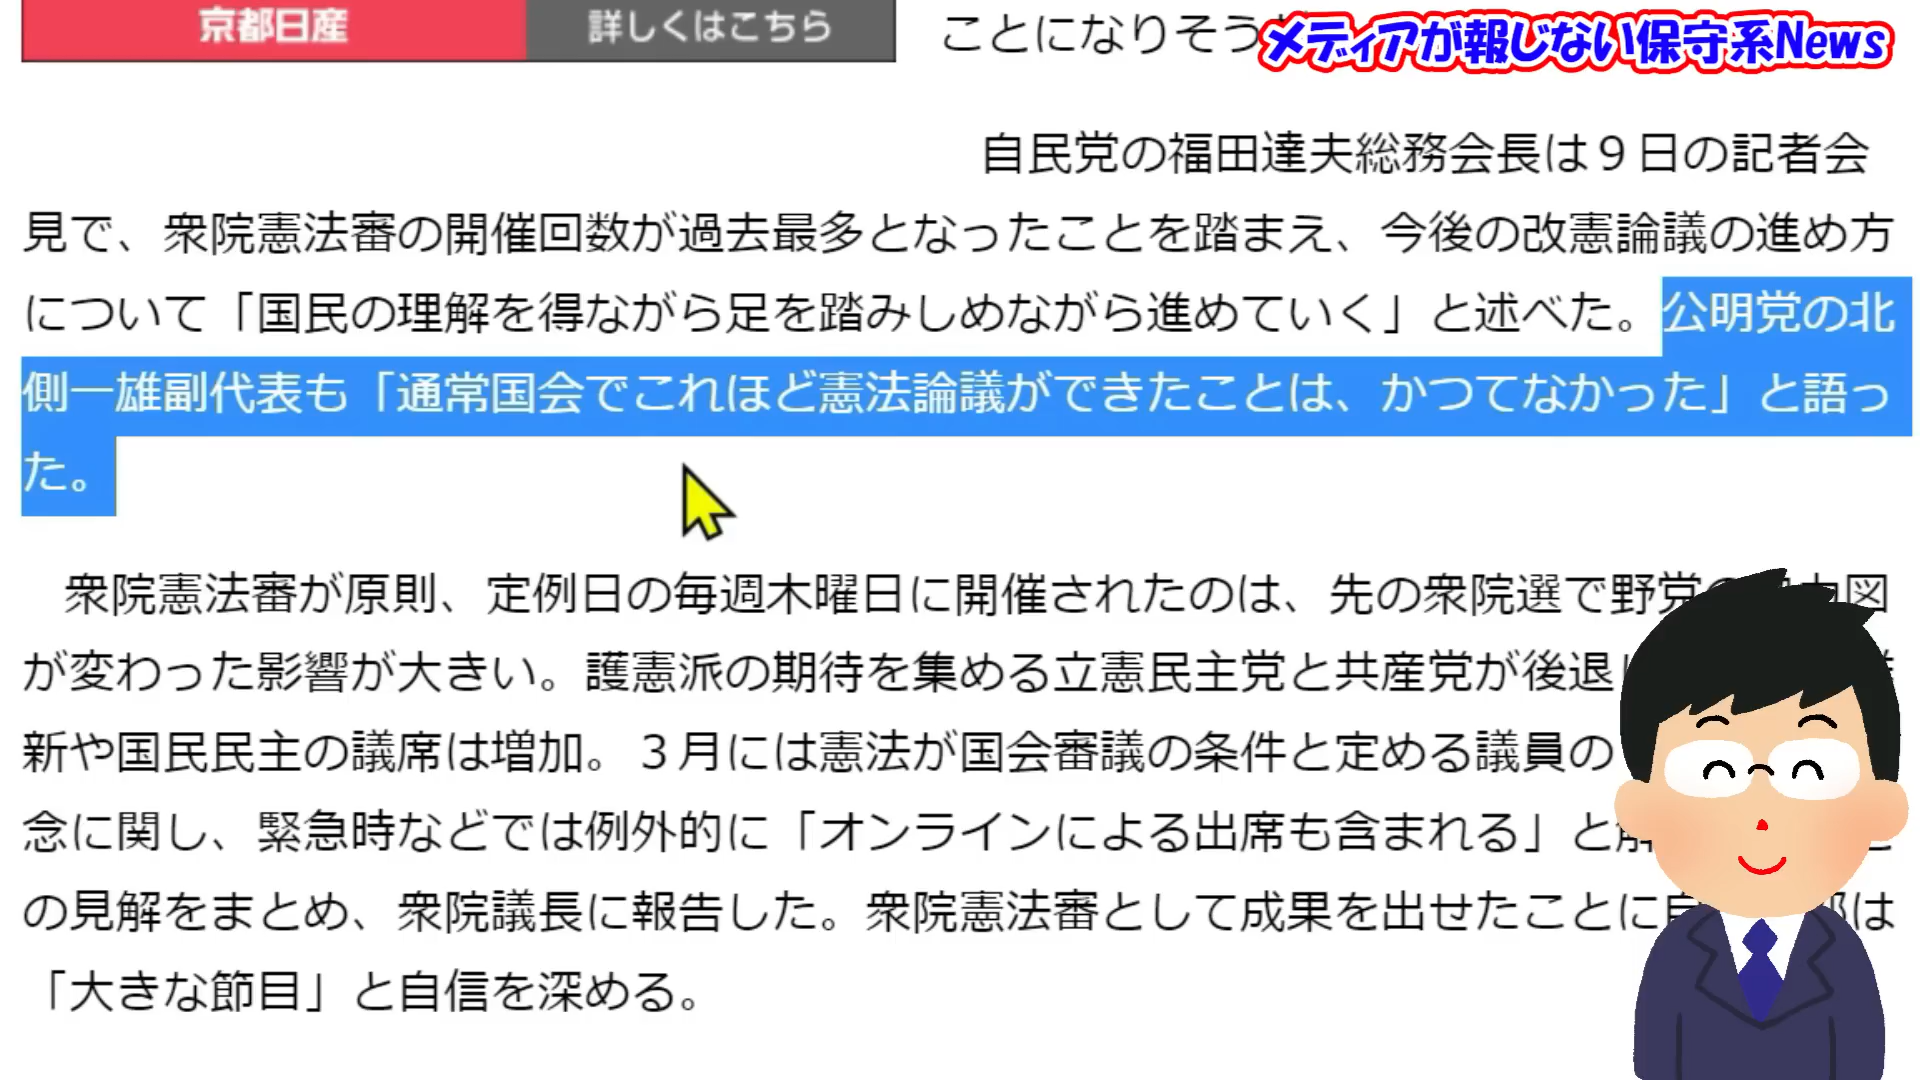 京都日産
詳しくはこちら
ことになりそう
メディアが報じない保守系News
自民党の福田達夫総務会長は９日の記者会
見で、衆院憲法審の開催回数が過去最多となったことを踏まえ、今後の改憲論議の進め方
について「国民の理解を得ながら足を踏みしめながら進めていく」と述べた。公明党の北
側一雄副代表も「通常国会でこれほど憲法論議ができたことは、かつてなかった」と語っ
た。
衆院憲法審が原則、定例日の毎週木曜日に開催されたのは、先の衆院選で野党の 図
が変わった影響が大きい。護憲派の期待を集める立憲民主党と共産党が後退
新や国民民主の議席は増加。３月には憲法が国会審議の条件と定める議員の
念に関し、緊急時などでは例外的に「オンラインによる出席も含まれる」と
の見解をまとめ、衆院議長に報告した。衆院憲法審として成果を出せたことに は
「大きな節目」と自信を深める。